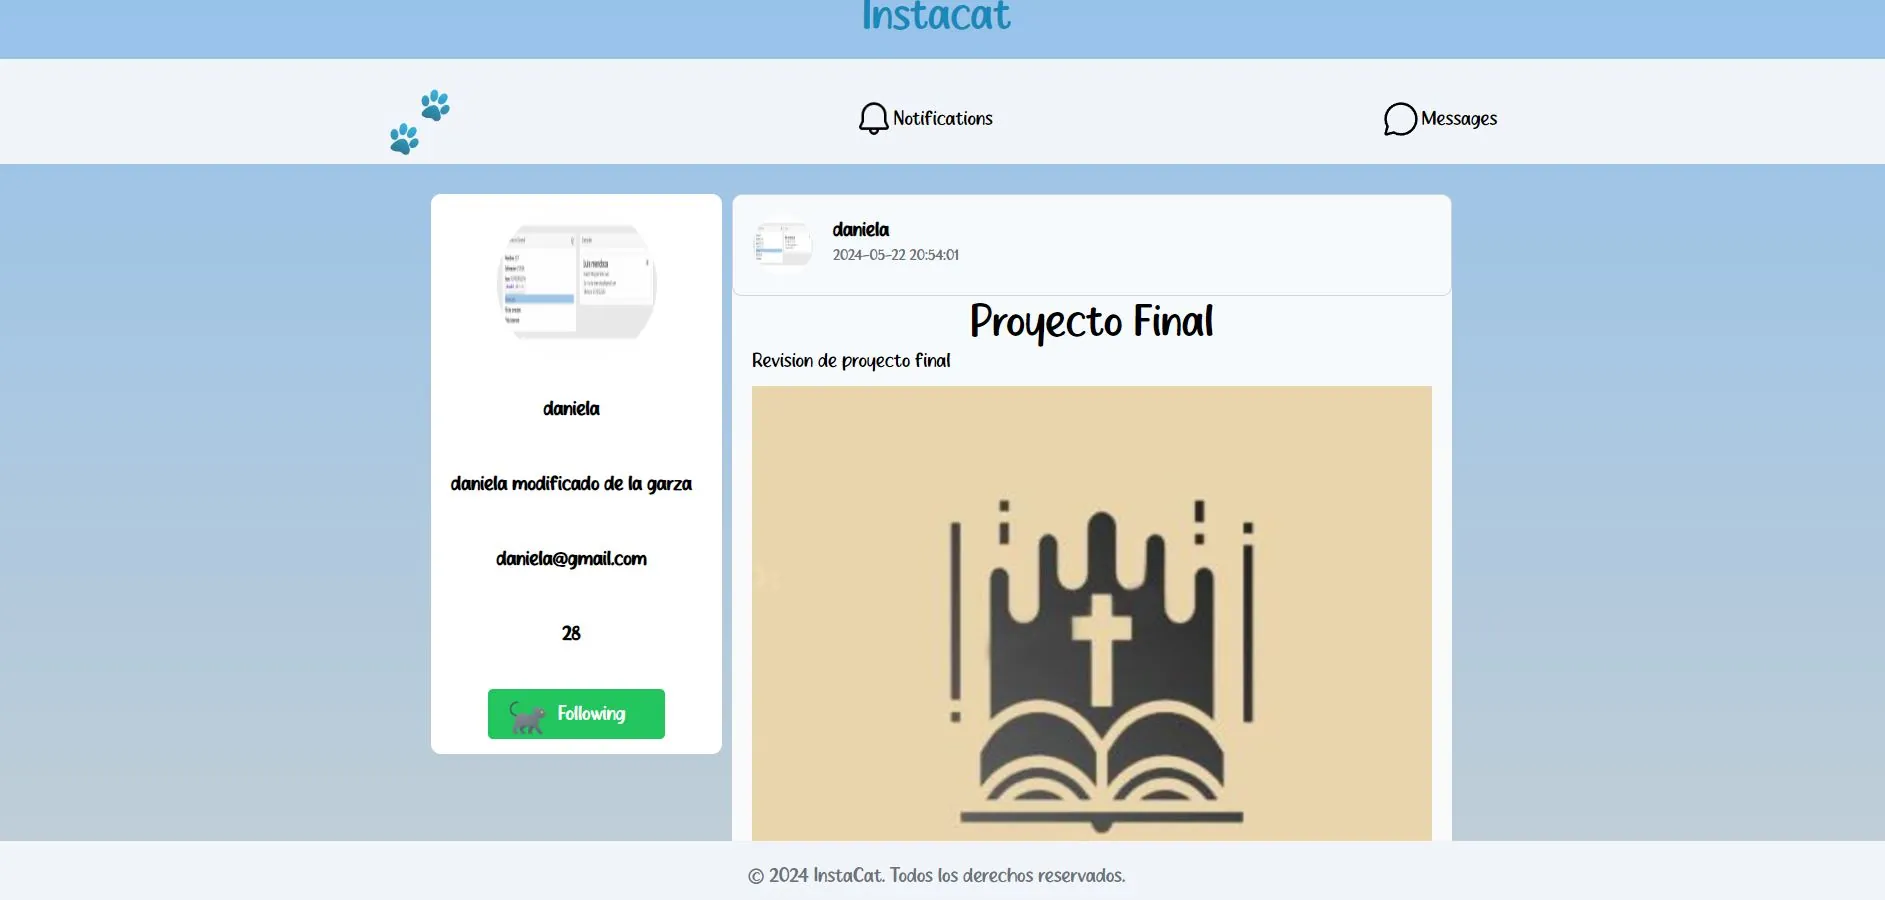 Instacat
Notifications
Messages
daniela
daniela modificado de la garza
daniela@gmail.com
28
Following
daniela
2024-05-22 20:54:01
Proyecto Final
Revision de proyecto final
© 2024 InstaCat. Todos los derechos reservados.